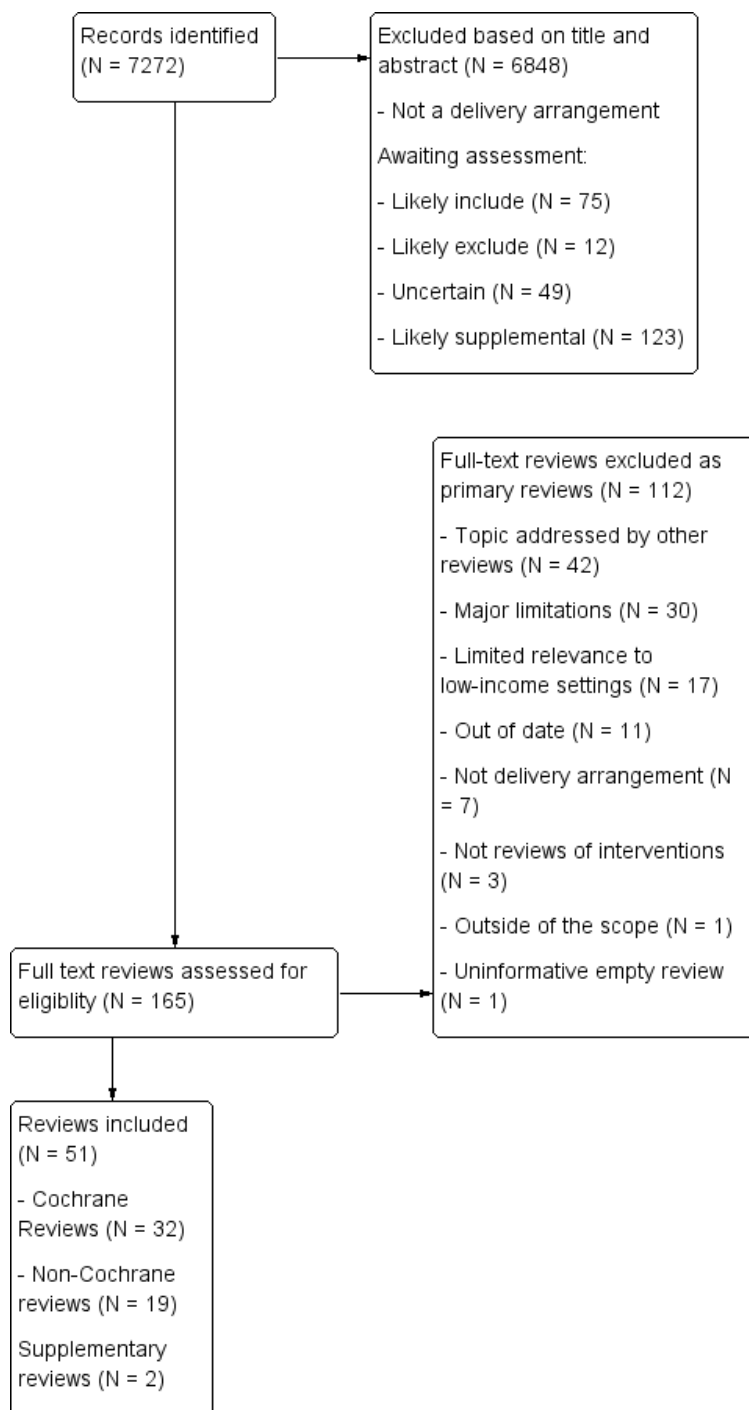 Records identified
(N = 7272)
Excluded based on title and
abstract (N = 6848)
- Not a delivery arrangement
Awaiting assessment:
- Likely include (N = 75)
- Likely exclude (N = 12)
- Uncertain (N = 49)
- Likely supplemental (N = 123)
Full-text reviews excluded as
primary reviews (N = 112)
- Topic addressed by other
reviews (N = 42)
- Major limitations (N = 30)
- Limited relevance to
low-income settings (N = 17)
- Out of date (N = 11)
- Not delivery arrangement (N
= 7)
- Not reviews of interventions
(N = 3)
- Outside of the scope (N = 1)
- Uninformative empty review
(N = 1)
Full text reviews assessed for
eligiblity (N = 165)
Reviews included
(N = 51)
- Cochrane
Reviews (N = 32)
- Non-Cochrane
reviews (N = 19)
Supplementary
reviews (N = 2)